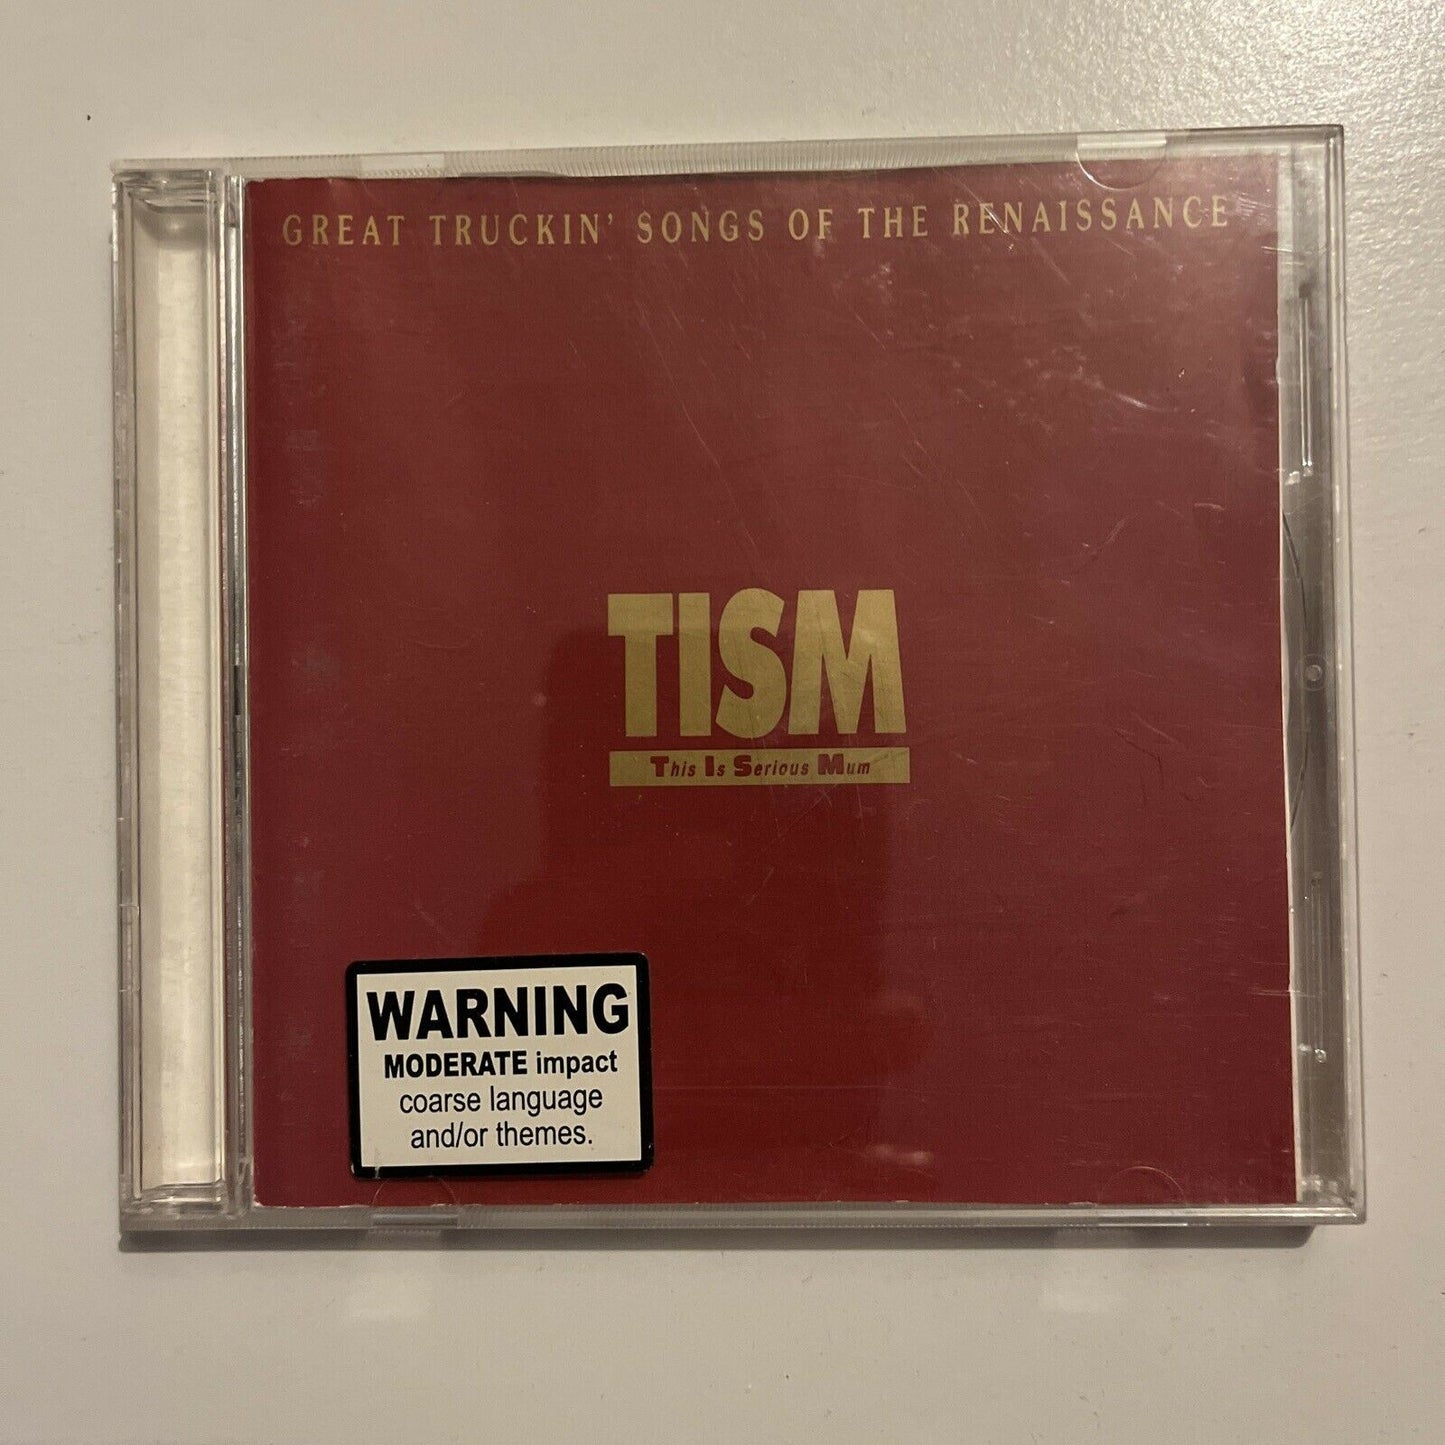 GREAT TRUCKIN' SONGS OF THE RENAISSANCE
TISM
This Is Serious Mum
WARNING
MODERATE impact
coarse language
and/or themes.